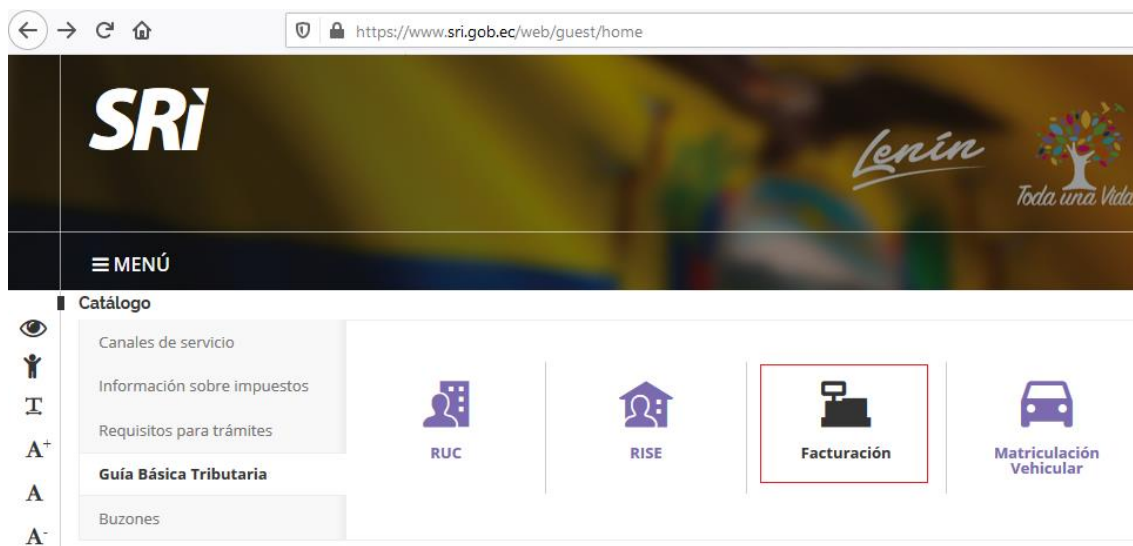 https://www.sri.gob.ec/web/guest/home
SRi
Lenín
Toda una Vida
MENÚ
Catálogo
Canales de servicio
Información sobre impuestos
Requisitos para trámites
Guía Básica Tributaria
Buzones
RUC
RISE
Facturación
Matriculación
Vehicular
T
A+
A
A-